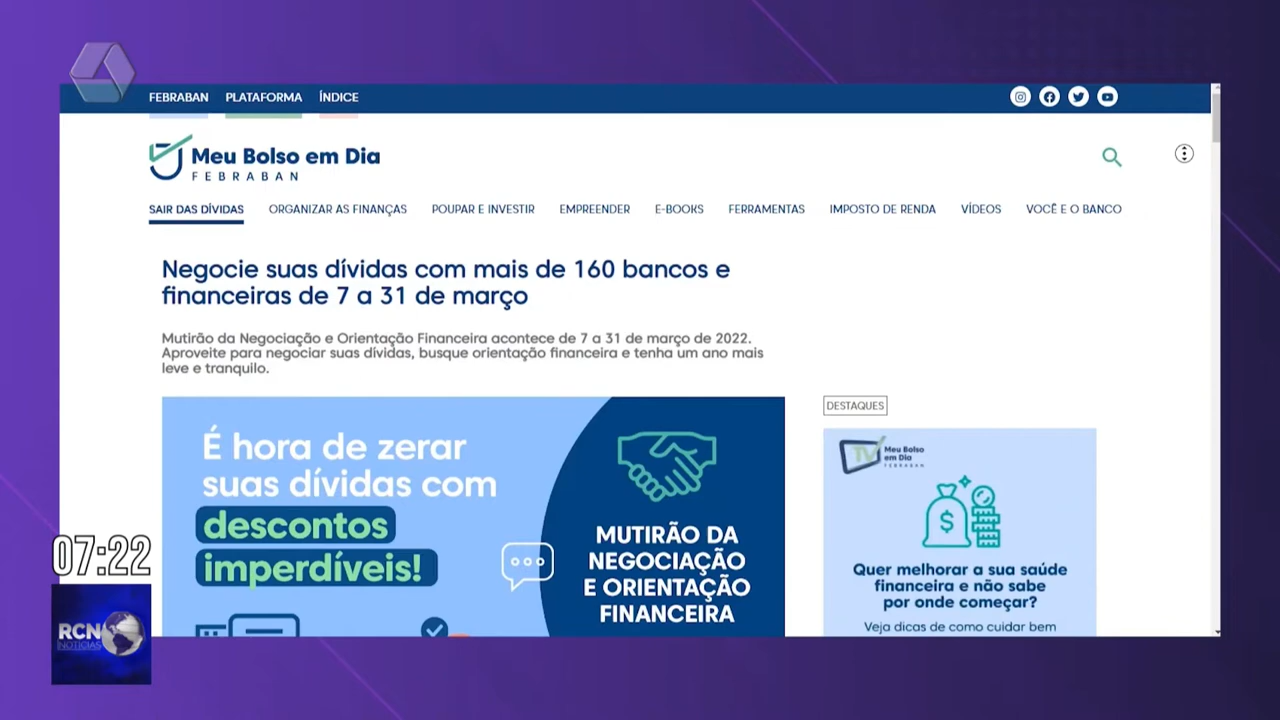 FEBRABAN PLATAFORMA ÍNDICE
Meu Bolso em Dia
FEBRABAN
SAIR DAS DÍVIDAS ORGANIZAR AS FINANÇAS POUPAR E INVESTIR EMPREENDER E-BOOKS FERRAMENTAS IMPOSTO DE RENDA VÍDEOS VOCÊ E O BANCO
Negocie suas dívidas com mais de 160 bancos e
financeiras de 7 a 31 de março
Mutirão da Negociação e Orientação Financeira acontece de 7 a 31 de março de 2022.
Aproveite para negociar suas dívidas, busque orientação financeira e tenha um ano mais
leve e tranquilo.
É hora de zerar
suas dívidas com
descontos
imperdíveis!
MUTIRÃO DA
NEGOCIAÇÃO
E ORIENTAÇÃO
FINANCEIRA
DESTAQUES
TV
Meu Bolso
em Dia
FEBRABAN
$
Quer melhorar a sua saúde
financeira e não sabe
por onde começar?
Veja dicas de como cuidar bem
07:22
RCN
NOTÍCIAS